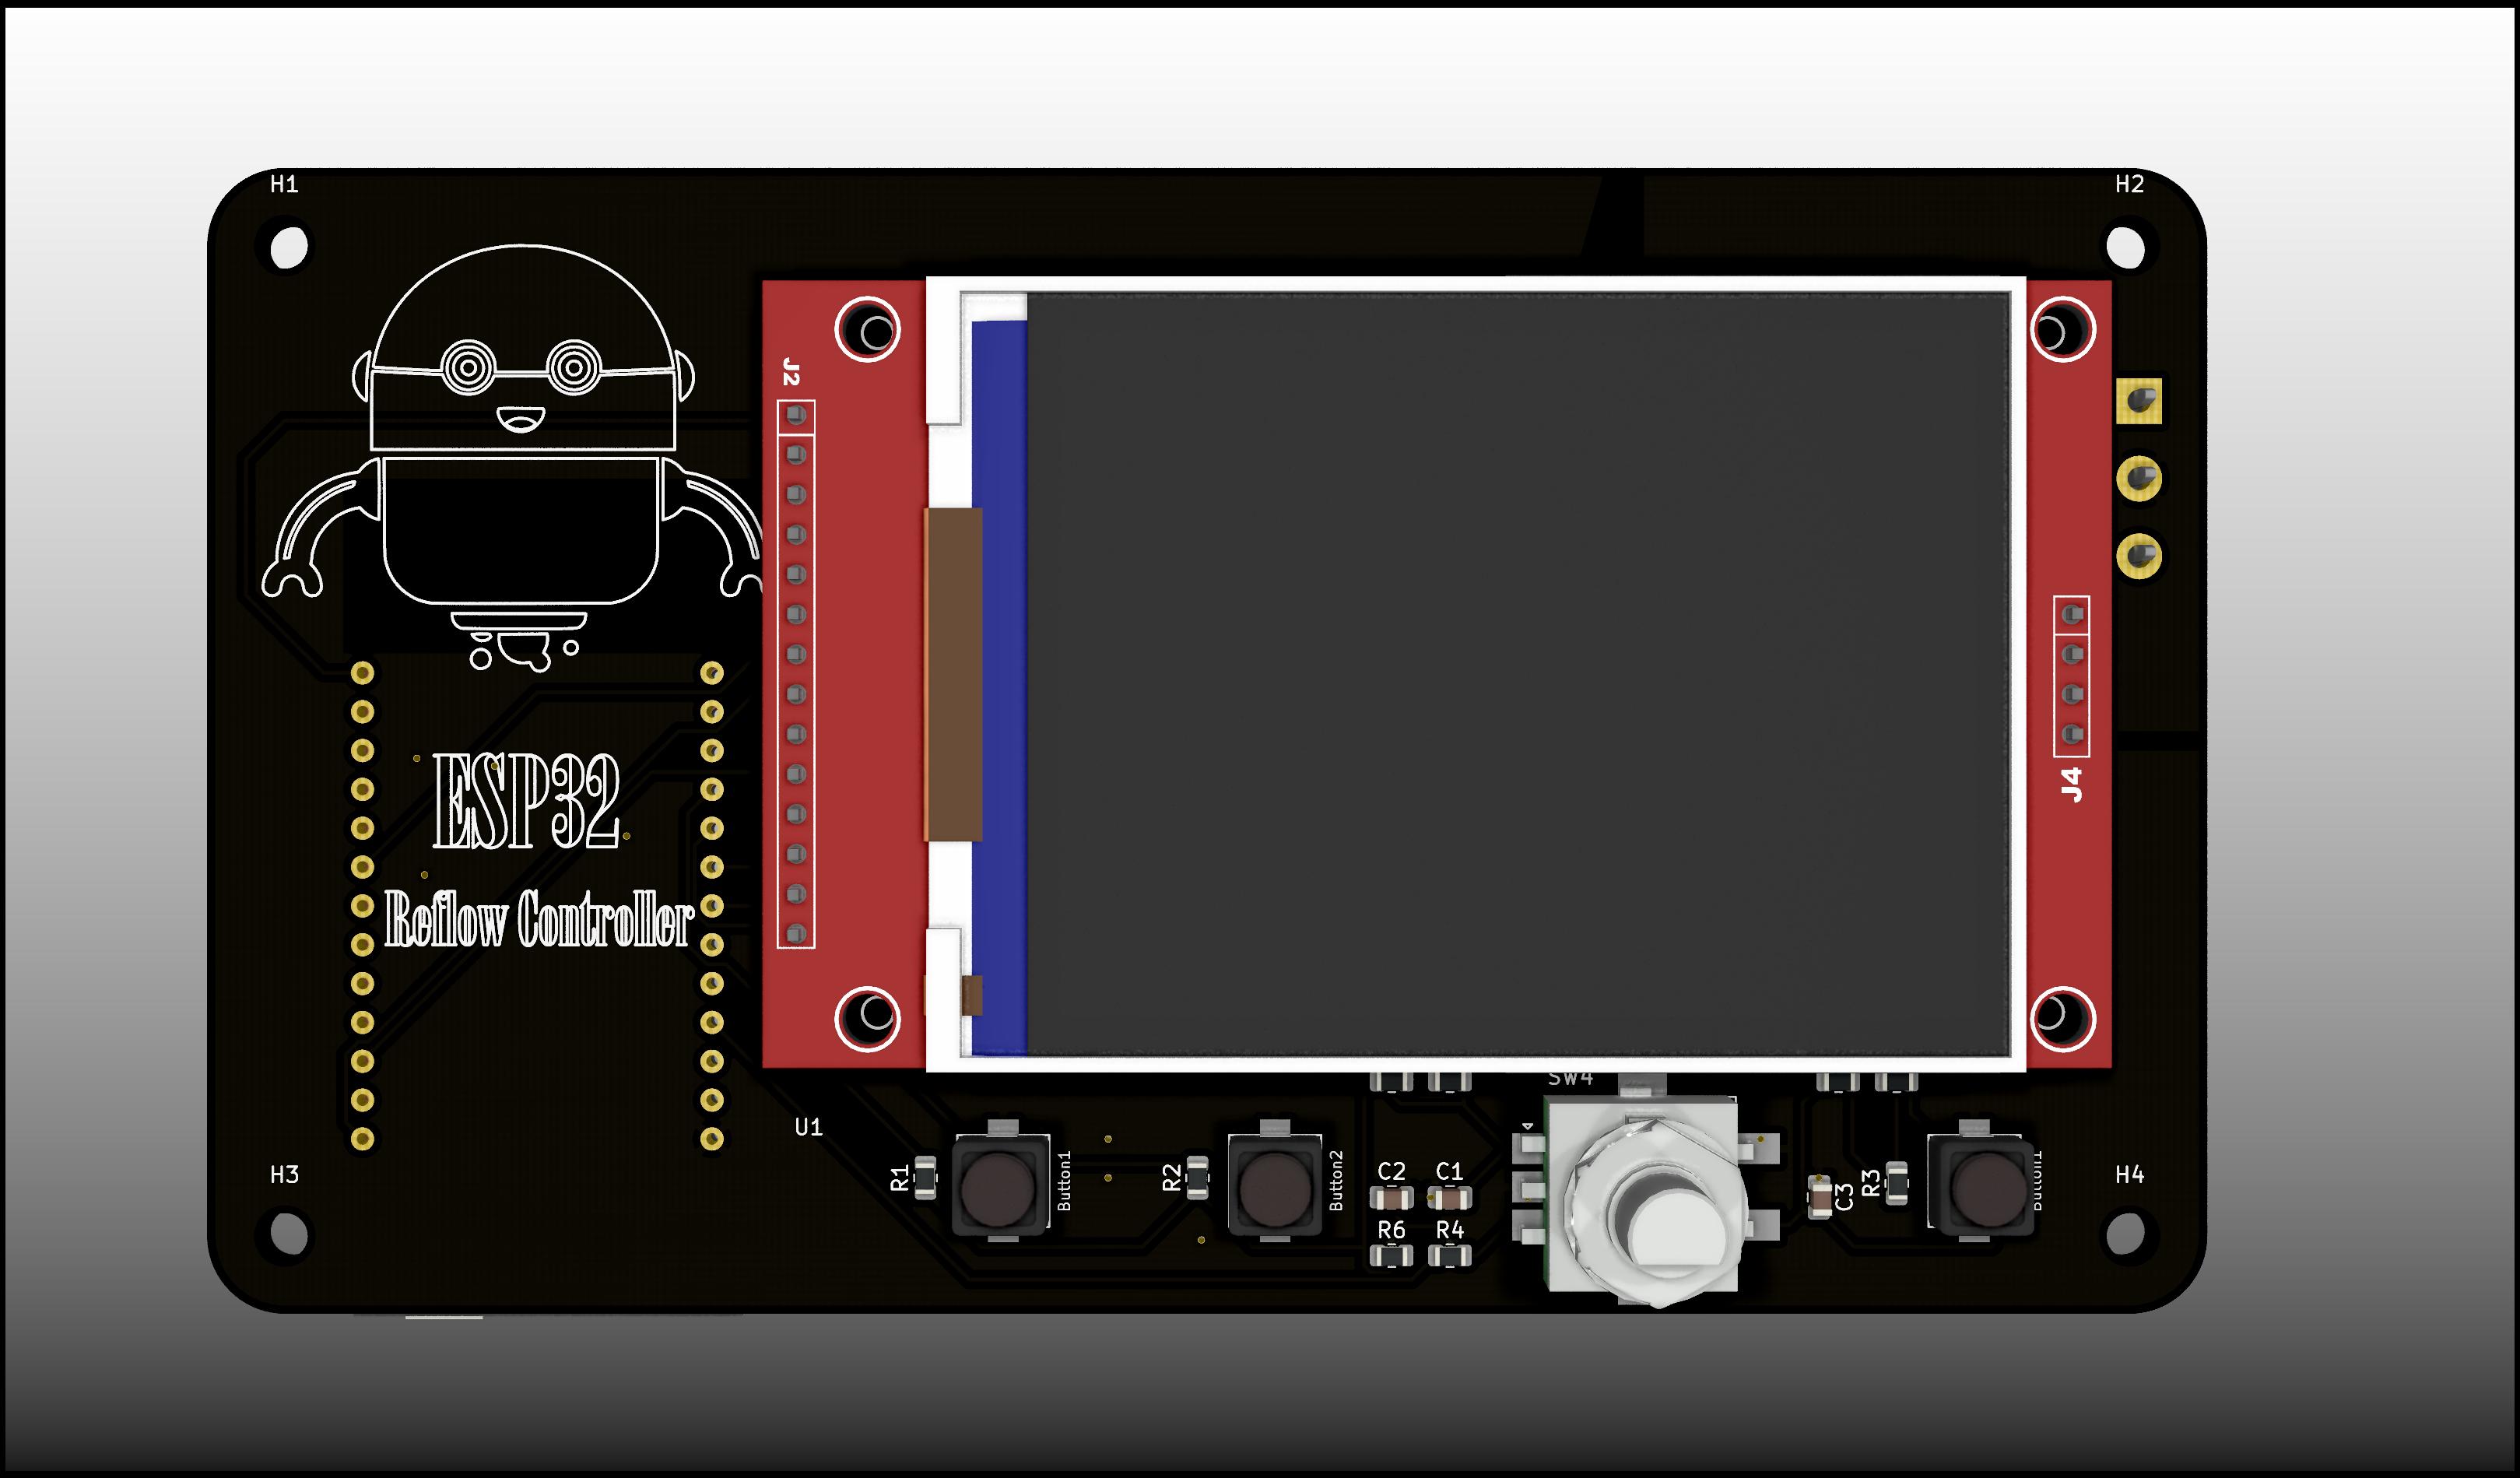 H1
H2
J2
J4
ESP32
Reflow Controller
SW4
U1
R1
Button1
R2
Button2
C2
C1
R6
R4
C3
R3
Button1
H3
H4